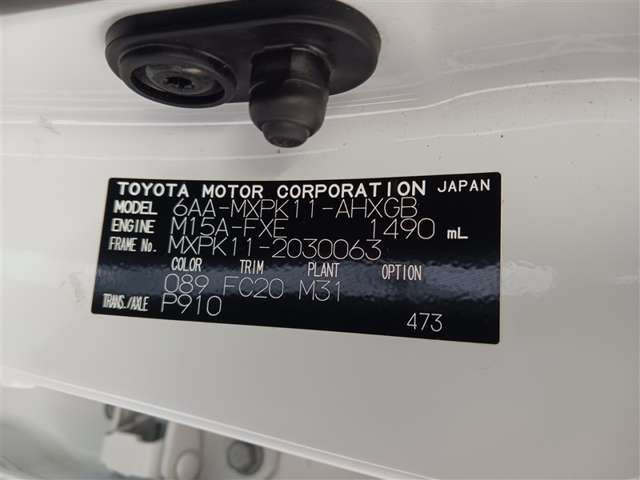 TOYOTA MOTOR CORPORATION JAPAN
MODEL 6AA-MXPK11-AHXGB
ENGINE M15A-FXE 1490 mL
FRAME No. MXPK11-2030063
COLOR TRIM PLANT OPTION
089 FC20 M31
TRANS./AXLE P910
473